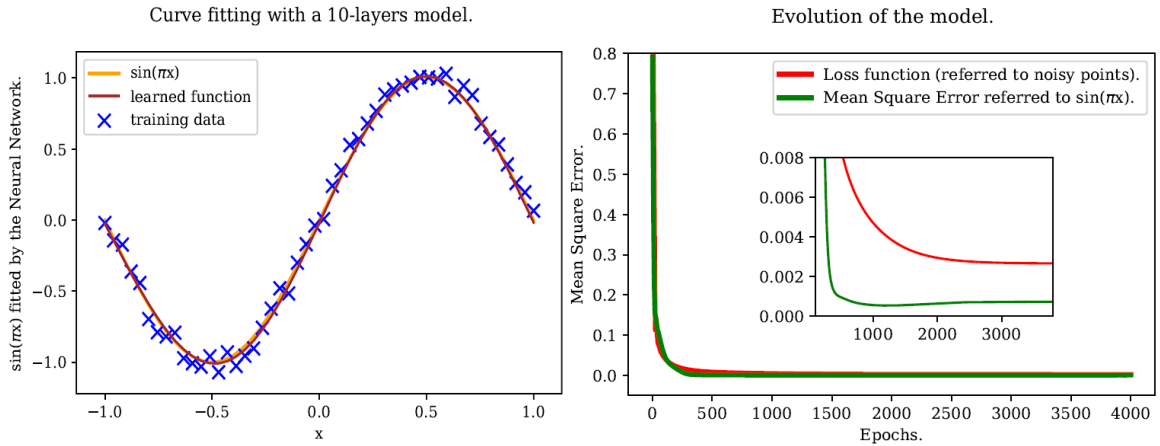 Curve fitting with a 10-layers model.
sin(πx) fitted by the Neural Network.
1.0
0.5
0.0
−0.5
−1.0
sin(πx)
learned function
training data
−1.0 −0.5 0.0 0.5 1.0
x
Evolution of the model.
Mean Square Error.
0.8
0.7
0.6
0.5
0.4
0.3
0.2
0.1
0.0
Loss function (referred to noisy points).
Mean Square Error referred to sin(πx).
0.008
0.006
0.004
0.002
0.000
1000 2000 3000
0 500 1000 1500 2000 2500 3000 3500 4000
Epochs.